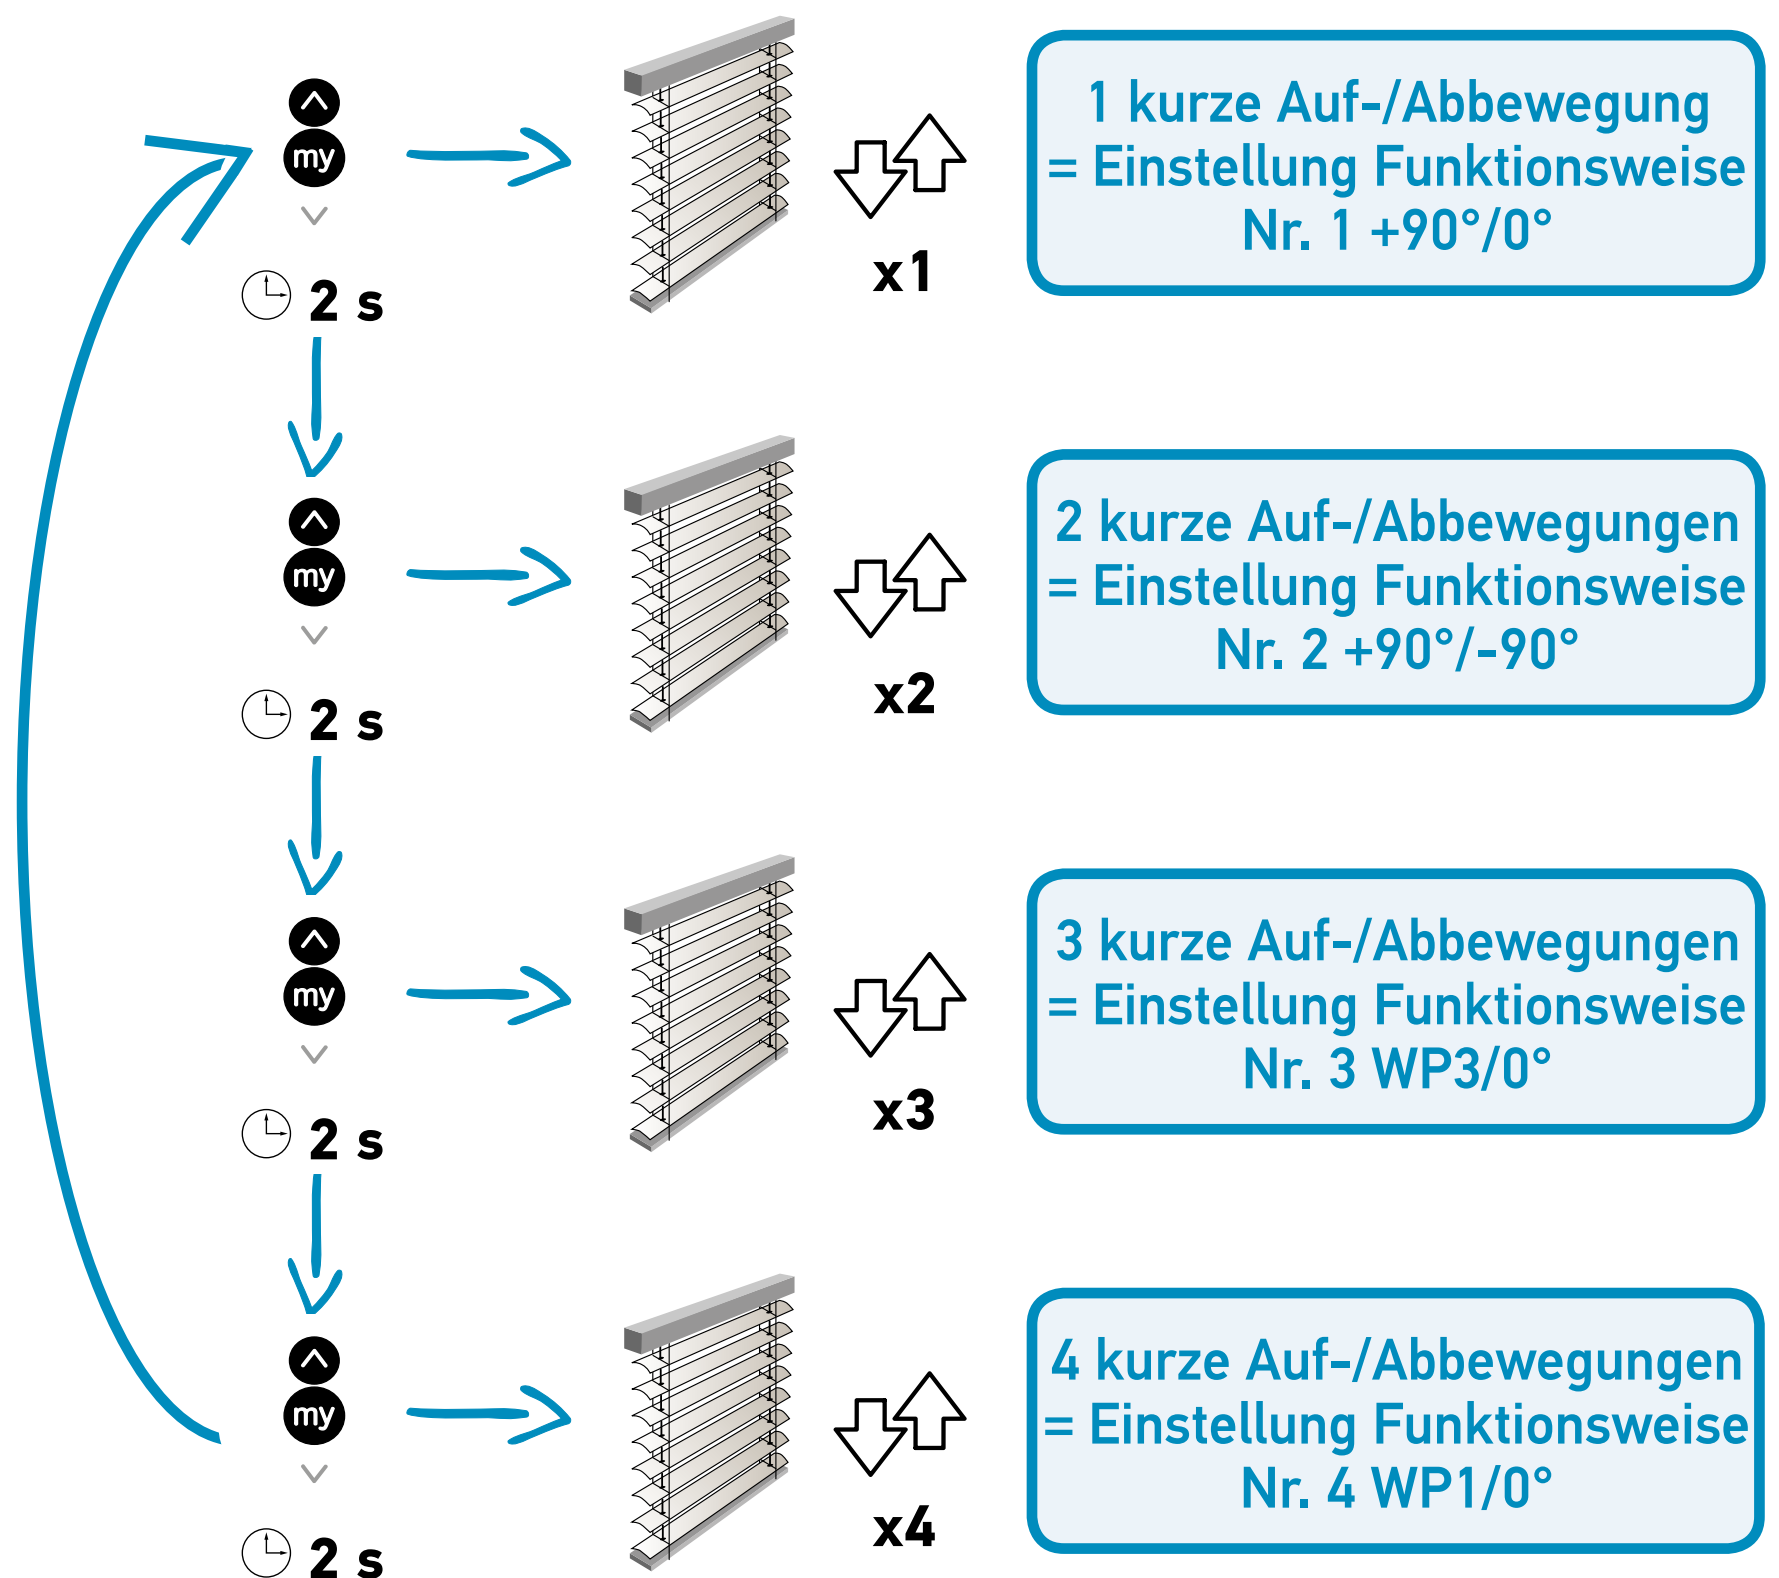 my
1 kurze Auf-/Abbewegung
= Einstellung Funktionsweise
Nr. 1 +90°/0°
x1
2 s
my
2 kurze Auf-/Abbewegungen
= Einstellung Funktionsweise
Nr. 2 +90°/-90°
x2
2 s
my
3 kurze Auf-/Abbewegungen
= Einstellung Funktionsweise
Nr. 3 WP3/0°
x3
2 s
my
4 kurze Auf-/Abbewegungen
= Einstellung Funktionsweise
Nr. 4 WP1/0°
x4
2 s